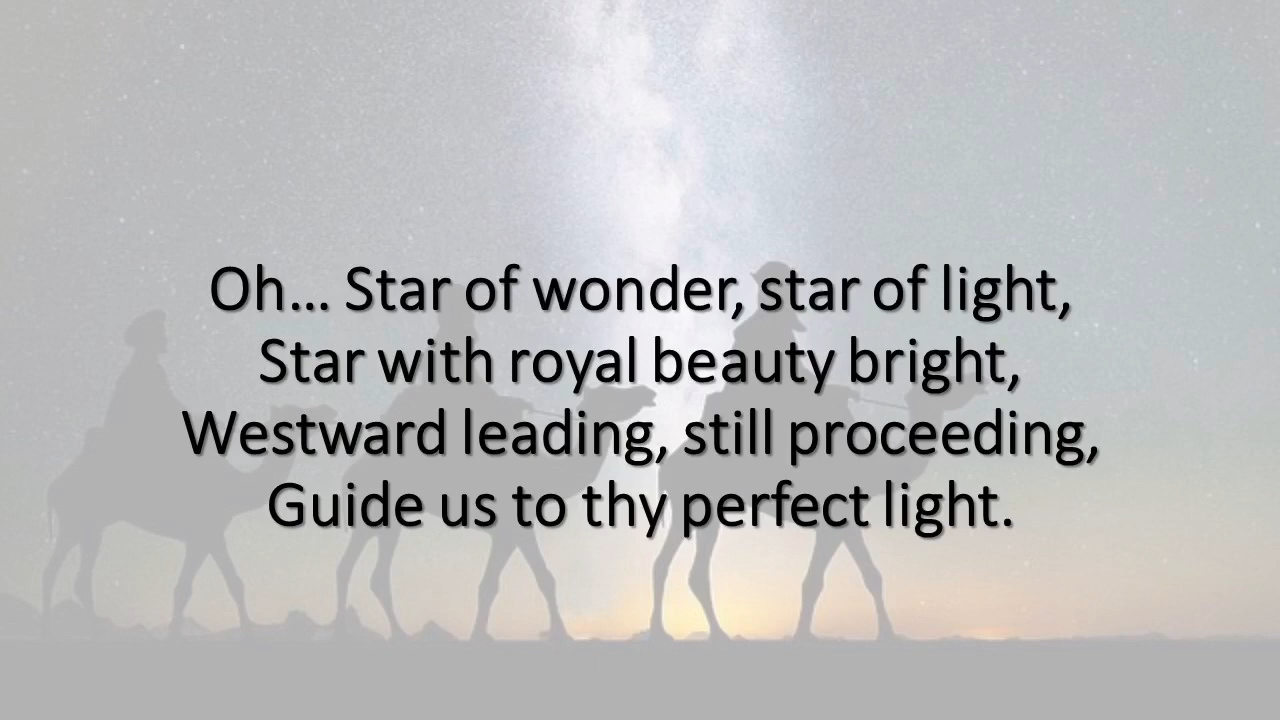 Oh… Star of wonder, star of light,
Star with royal beauty bright,
Westward leading, still proceeding,
Guide us to thy perfect light.